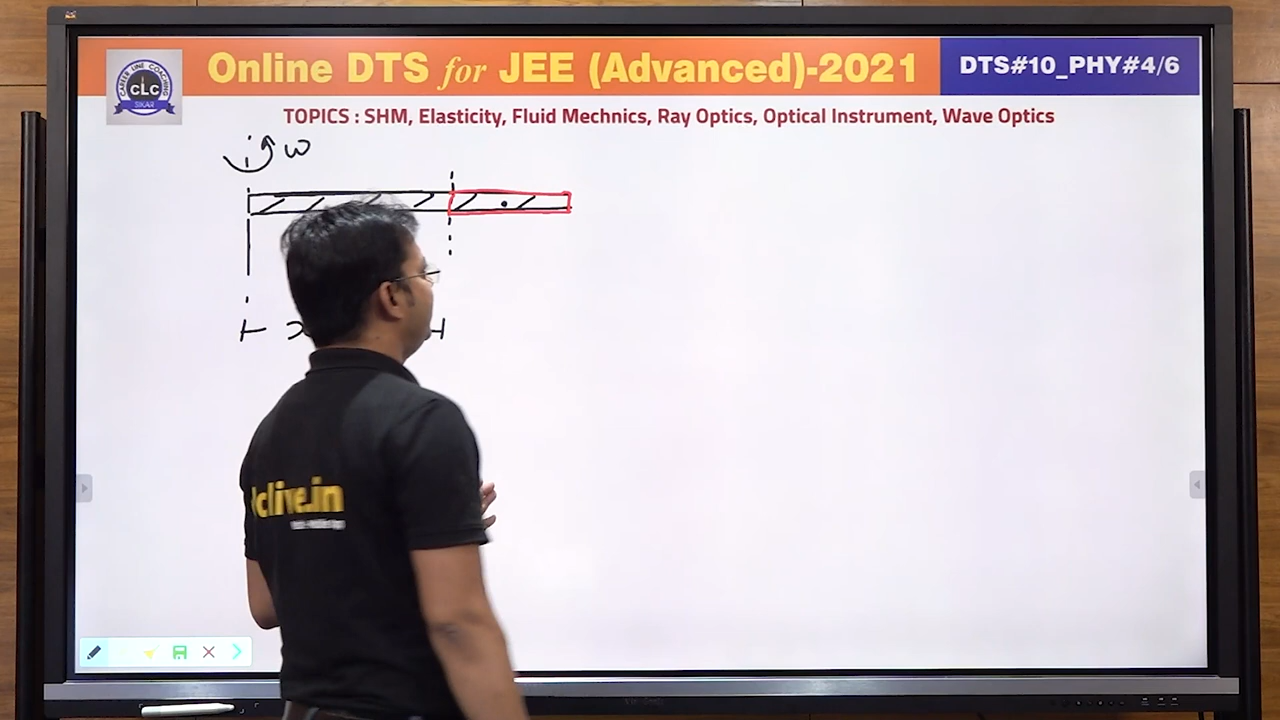 Online DTS for JEE (Advanced)-2021
DTS#10_PHY#4/6
CAREER LINE COACHING
CLC
SIKAR
TOPICS : SHM, Elasticity, Fluid Mechnics, Ray Optics, Optical Instrument, Wave Optics
ω
x
clive.in